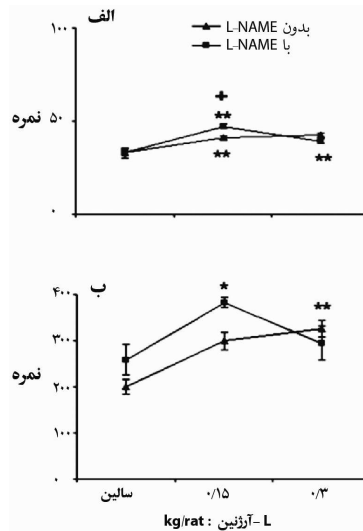 الف
بدون L-NAME
با L-NAME
۱۰۰
+
**
نمره
۵۰
**
**
۰
ب
۴۰۰
*
**
۳۰۰
نمره
۲۰۰
۱۰۰
۰
سالین
۰/۱۵
۰/۳
L -آرژنین : kg/rat